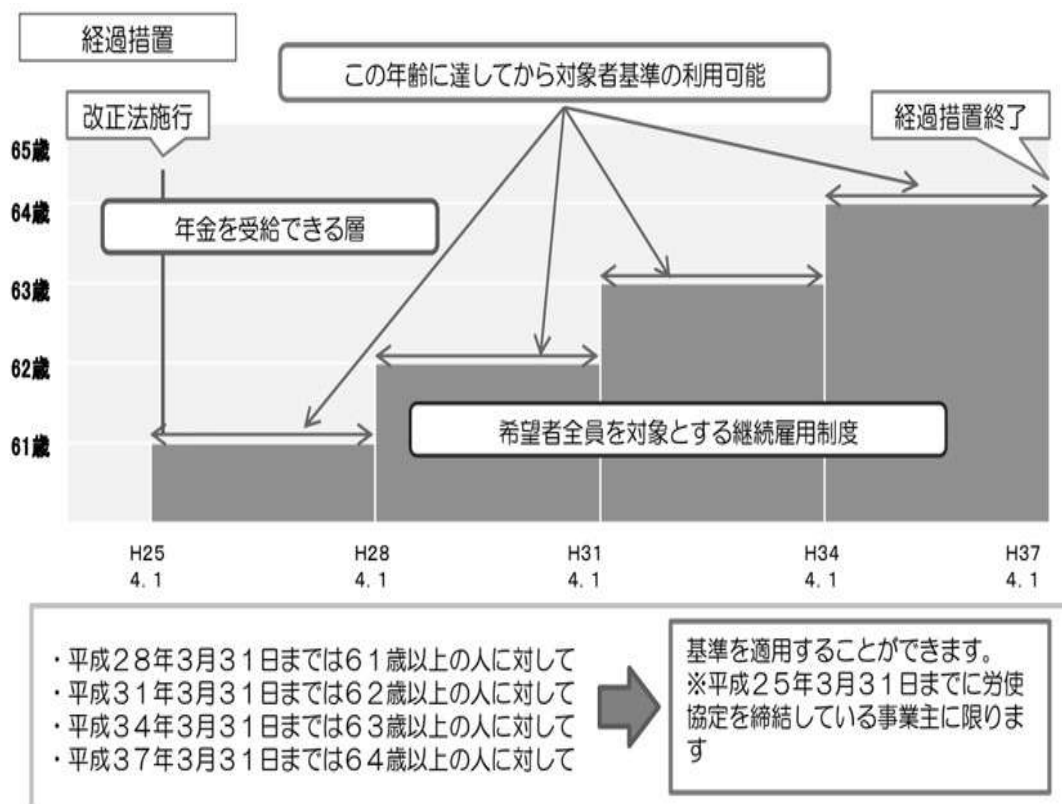 経過措置
この年齢に達してから対象者基準の利用可能
改正法施行
経過措置終了
65歳
64歳
年金を受給できる層
63歳
62歳
希望者全員を対象とする継続雇用制度
61歳
H25
4.1
H28
4.1
H31
4.1
H34
4.1
H37
4.1
・平成28年3月31日までは61歳以上の人に対して
・平成31年3月31日までは62歳以上の人に対して
・平成34年3月31日までは63歳以上の人に対して
・平成37年3月31日までは64歳以上の人に対して
基準を適用することができます。
※平成25年3月31日までに労使
協定を締結している事業主に限りま
す